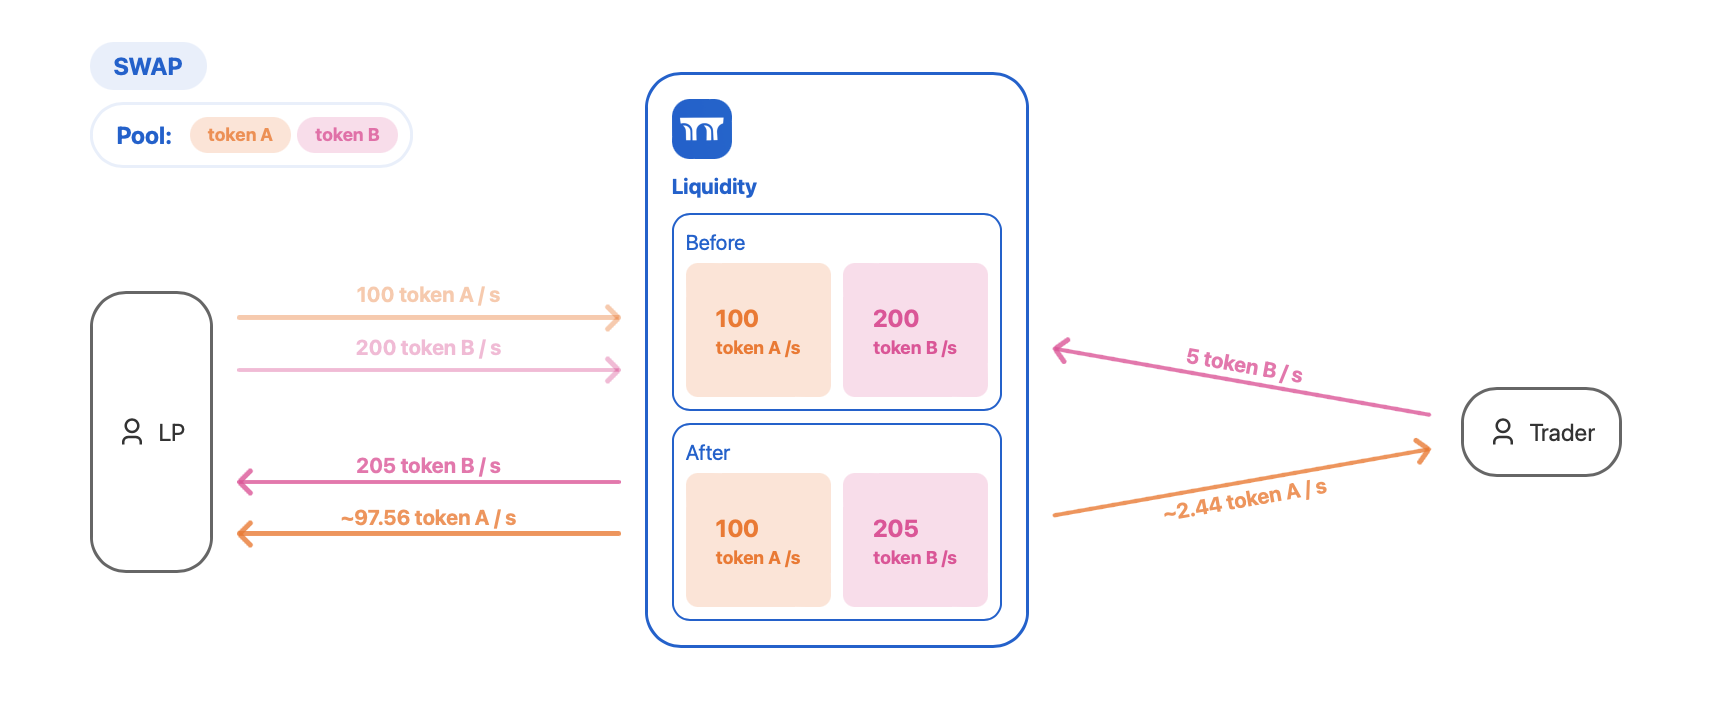 SWAP
Pool: token A token B
Liquidity
Before
100
token A /s
200
token B /s
After
100
token A /s
205
token B /s
100 token A / s
200 token B / s
205 token B / s
~97.56 token A / s
LP
5 token B / s
~2.44 token A / s
Trader